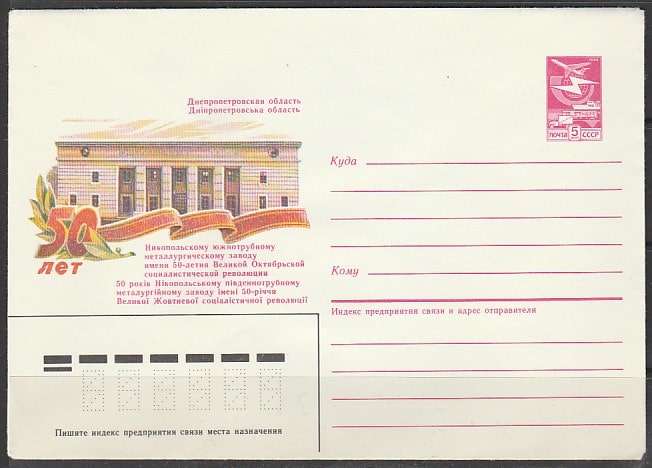 Днепропетровская область
Дніпропетровська область
50
лет
Никопольскому южнотрубному
металлургическому заводу
имени 50-летия Великой Октябрьской
социалистической революции
50 років Нікопольському південнотрубному
металургійному заводу імені 50-річчя
Великої Жовтневої соціалістичної революції
ПОЧТА 5 СССР
Куда
Кому
Индекс предприятия связи и адрес отправителя
Пишите индекс предприятия связи места назначения